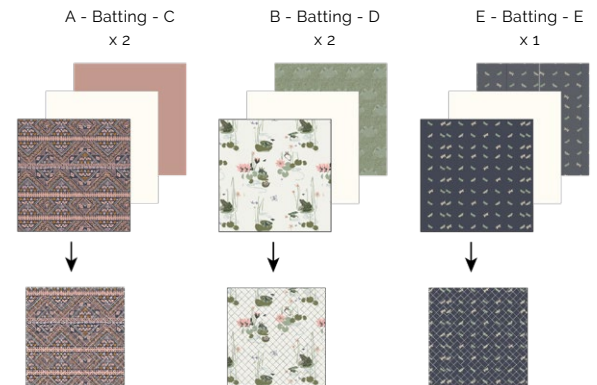 A - Batting - C
x 2
B - Batting - D
x 2
E - Batting - E
x 1